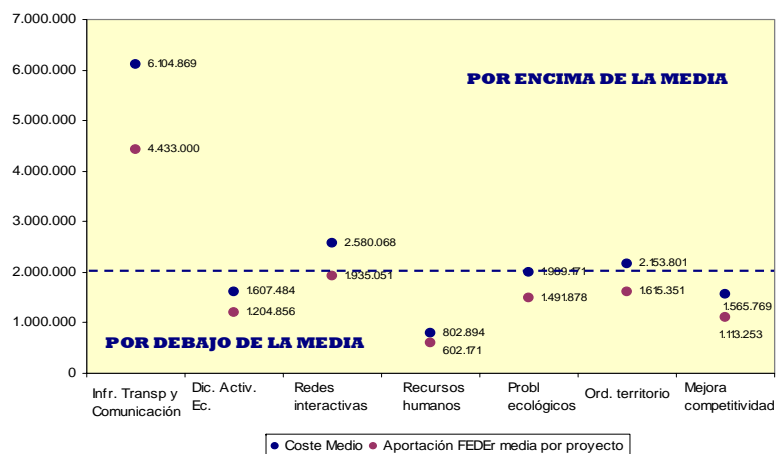 7.000.000
6.000.000
5.000.000
4.000.000
3.000.000
2.000.000
1.000.000
0
POR ENCIMA DE LA MEDIA
POR DEBAJO DE LA MEDIA
6.104.869
4.433.000
1.607.484
1.204.856
2.580.068
1.935.051
802.894
602.171
1.989.171
1.491.878
2.153.801
1.615.351
1.565.769
1.113.253
Infr. Transp y
Comunicación
Dic. Activ.
Ec.
Redes
interactivas
Recursos
humanos
Probl
ecológicos
Ord. territorio
Mejora
competitividad
Coste Medio
Aportación FEDEr media por proyecto